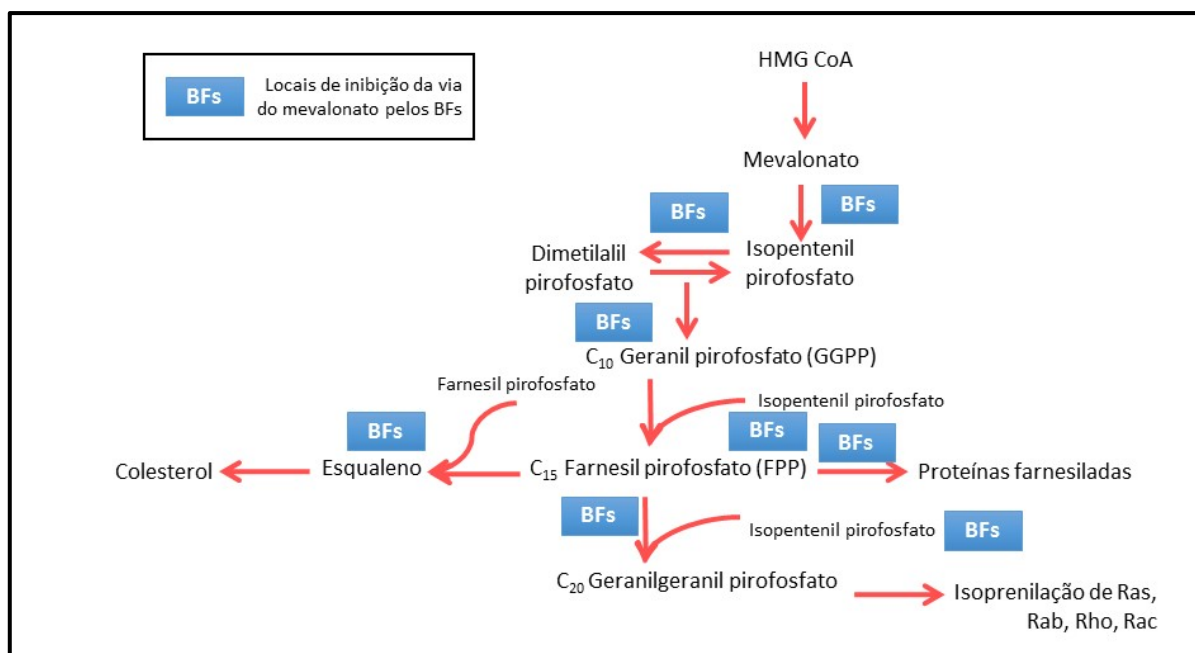 BFs
Locais de inibição da via
do mevalonato pelos BFs
HMG CoA
Mevalonato
BFs
BFs
Dimetilalil
pirofosfato
Isopentenil
pirofosfato
BFs
C₁₀ Geranil pirofosfato (GGPP)
Farnesil pirofosfato
Isopentenil pirofosfato
BFs
BFs
BFs
Colesterol
Esqualeno
C₁₅ Farnesil pirofosfato (FPP)
Proteínas farnesiladas
BFs
Isopentenil pirofosfato
BFs
C₂₀ Geranilgeranil pirofosfato
Isoprenilação de Ras,
Rab, Rho, Rac